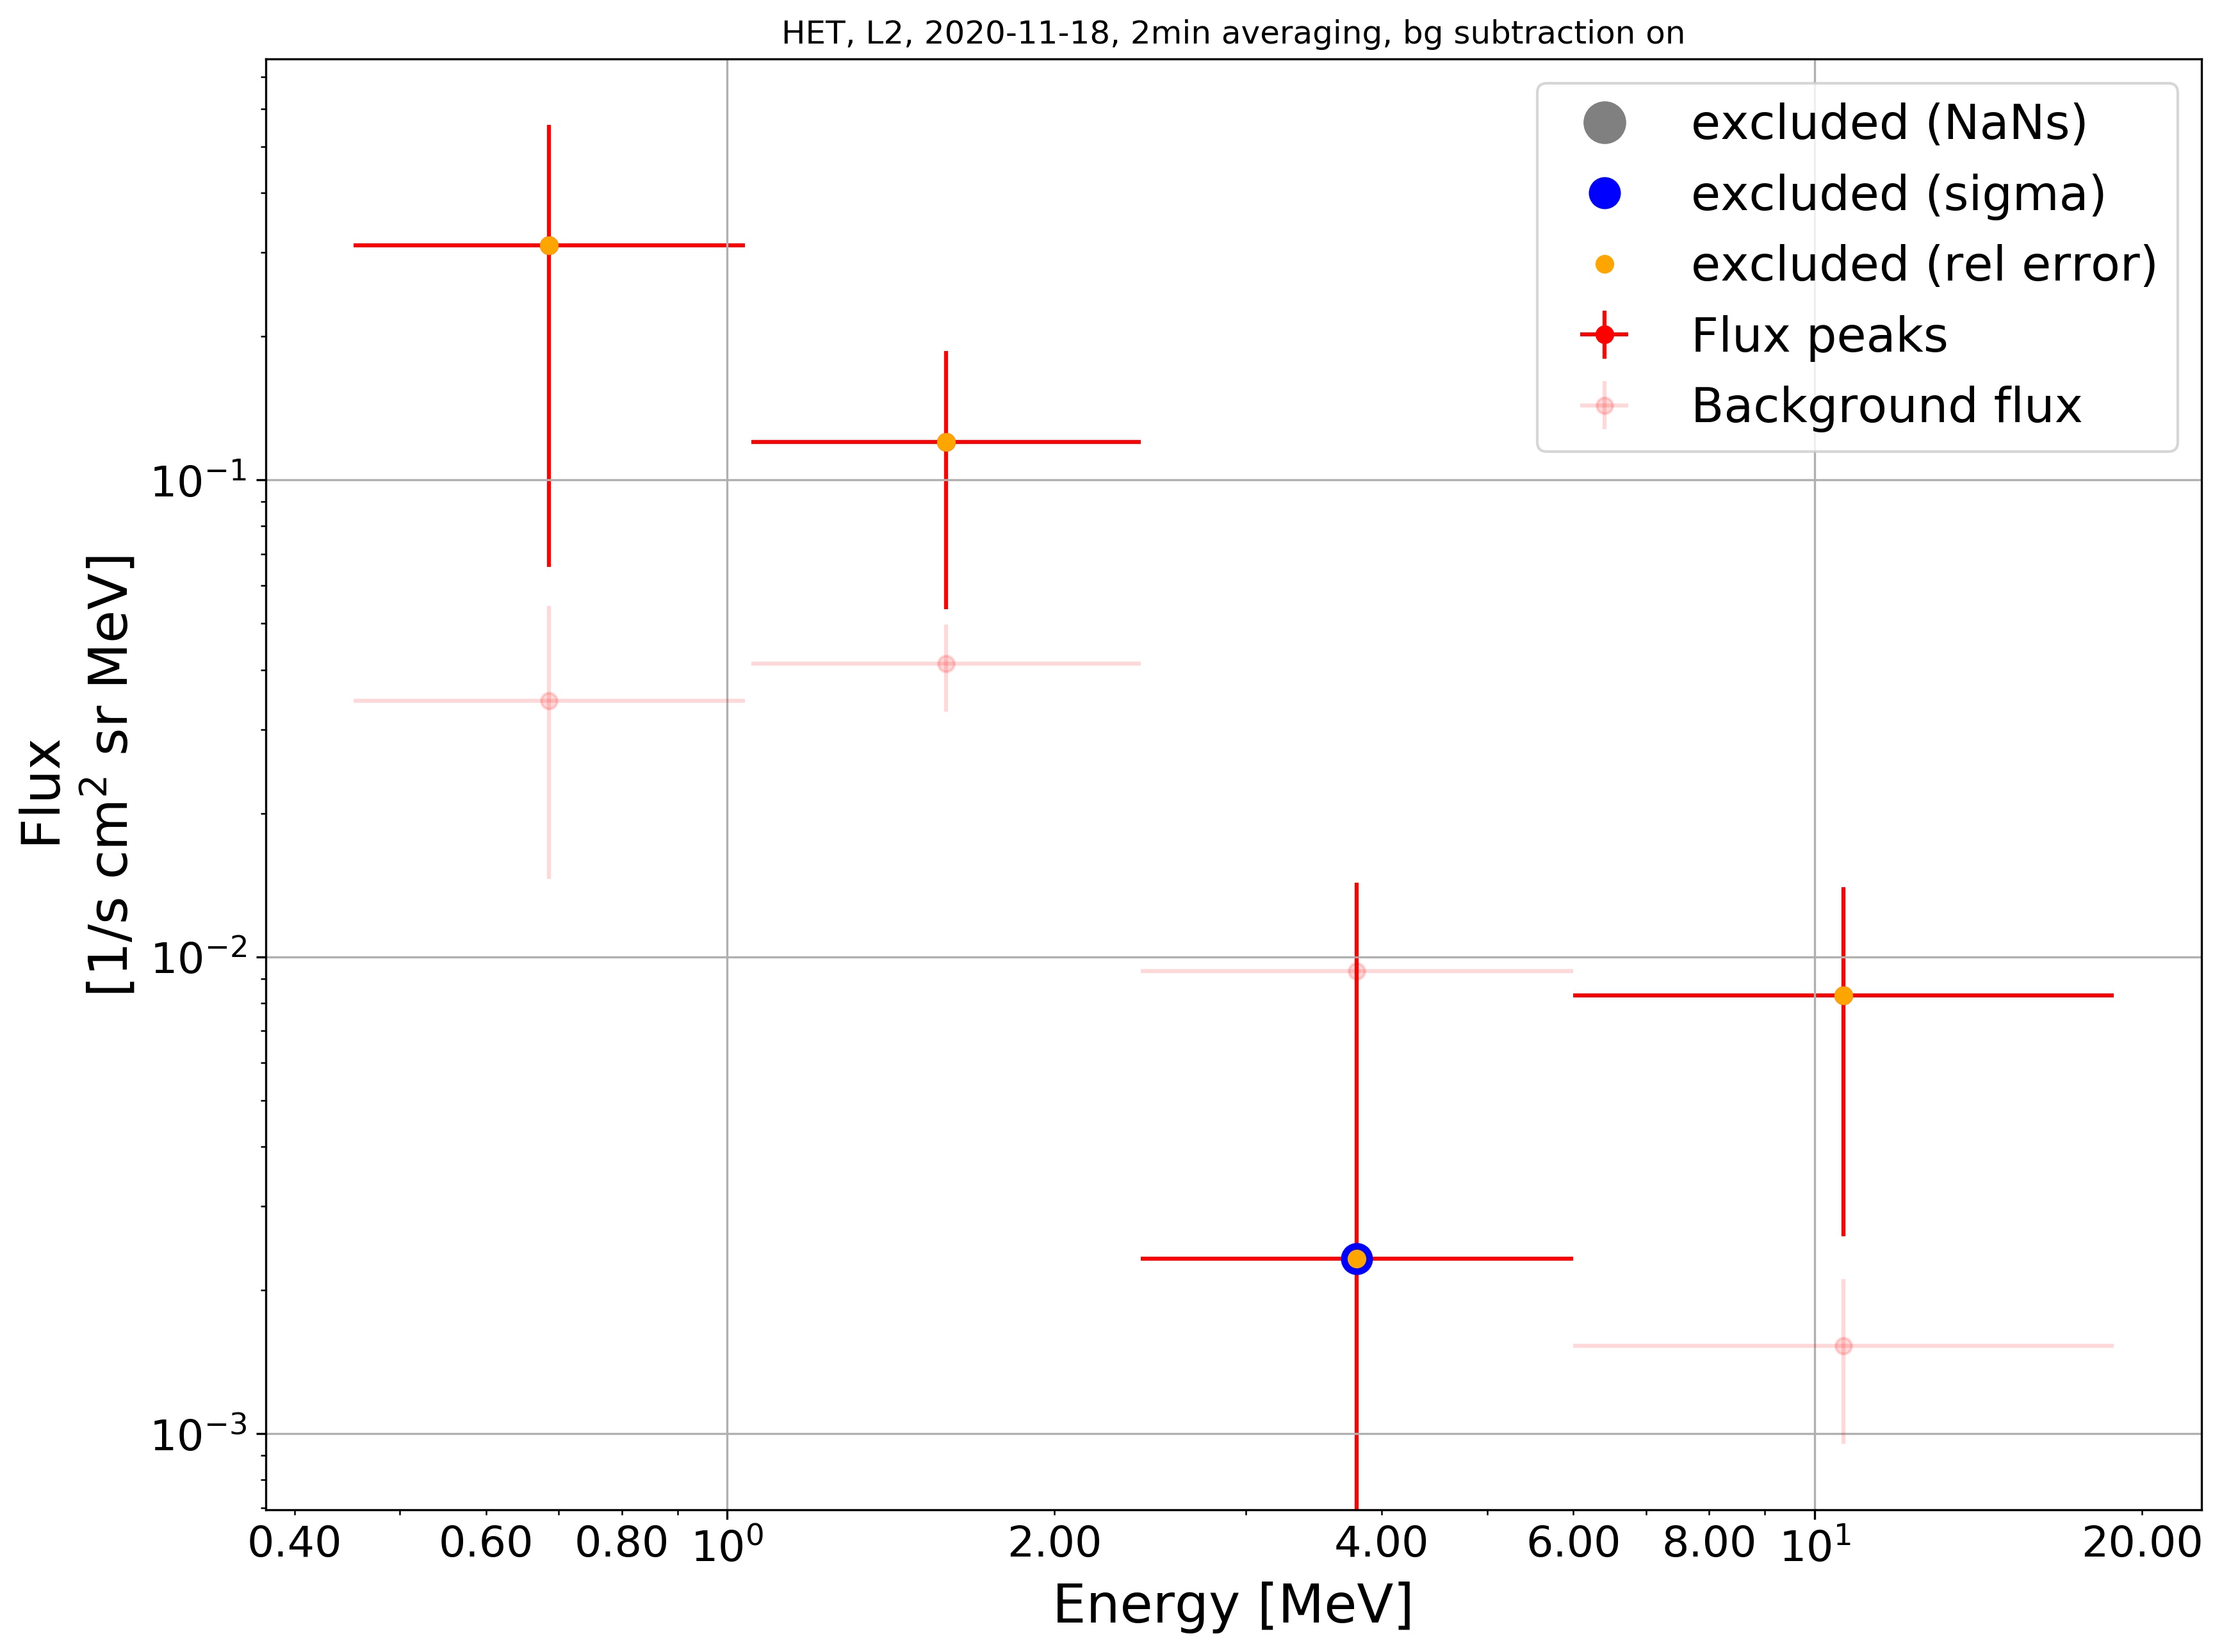 HET, L2, 2020-11-18, 2min averaging, bg subtraction on
excluded (NaNs)
excluded (sigma)
excluded (rel error)
Flux peaks
Background flux
Flux
[1/s cm² sr MeV]
10⁻¹
10⁻²
10⁻³
0.40 0.60 0.80 10⁰ 2.00 4.00 6.00 8.00 10¹ 20.00
Energy [MeV]